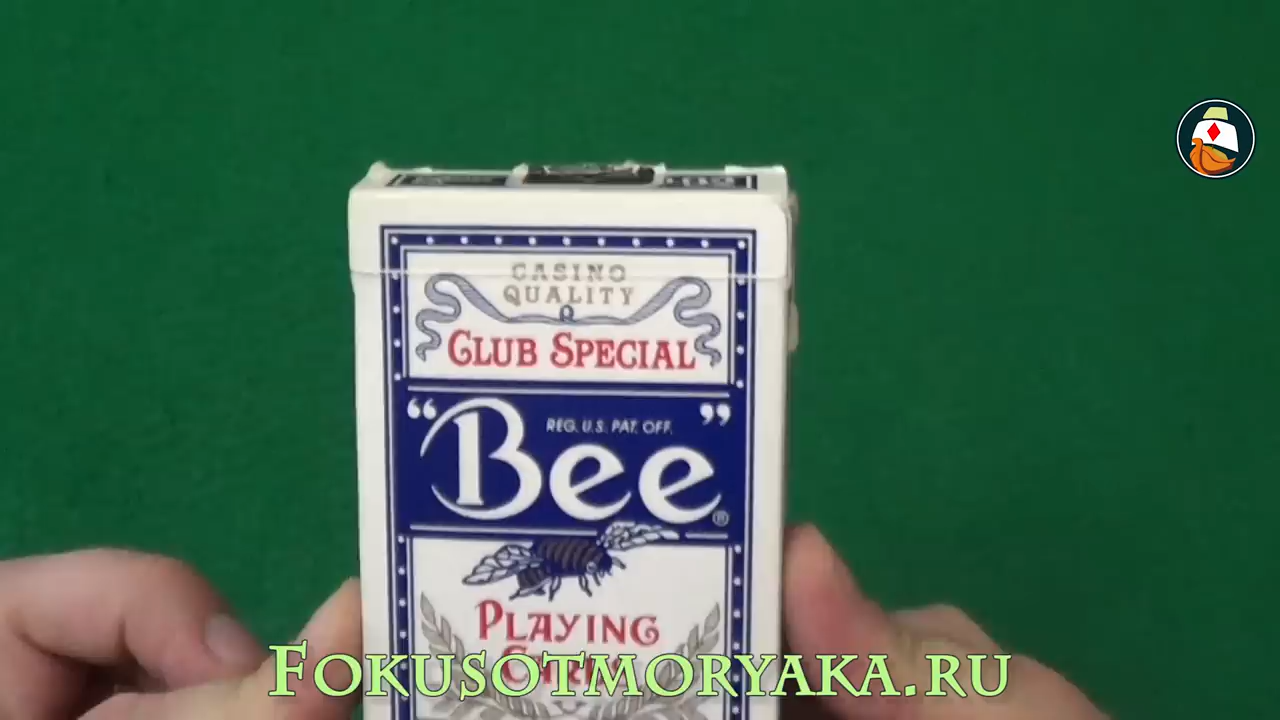 CASINO
QUALITY
CLUB SPECIAL
“Bee”
REG. U.S. PAT. OFF.
®
PLAYING
FOKUSOTMORYAKA.RU